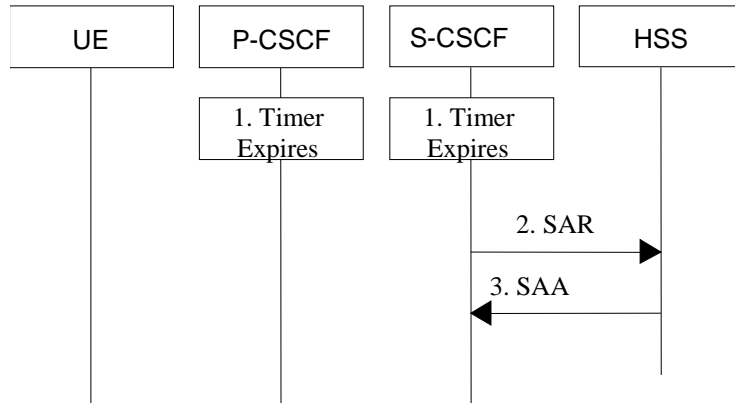 UE
P-CSCF
S-CSCF
HSS
1. Timer
Expires
1. Timer
Expires
2. SAR
3. SAA